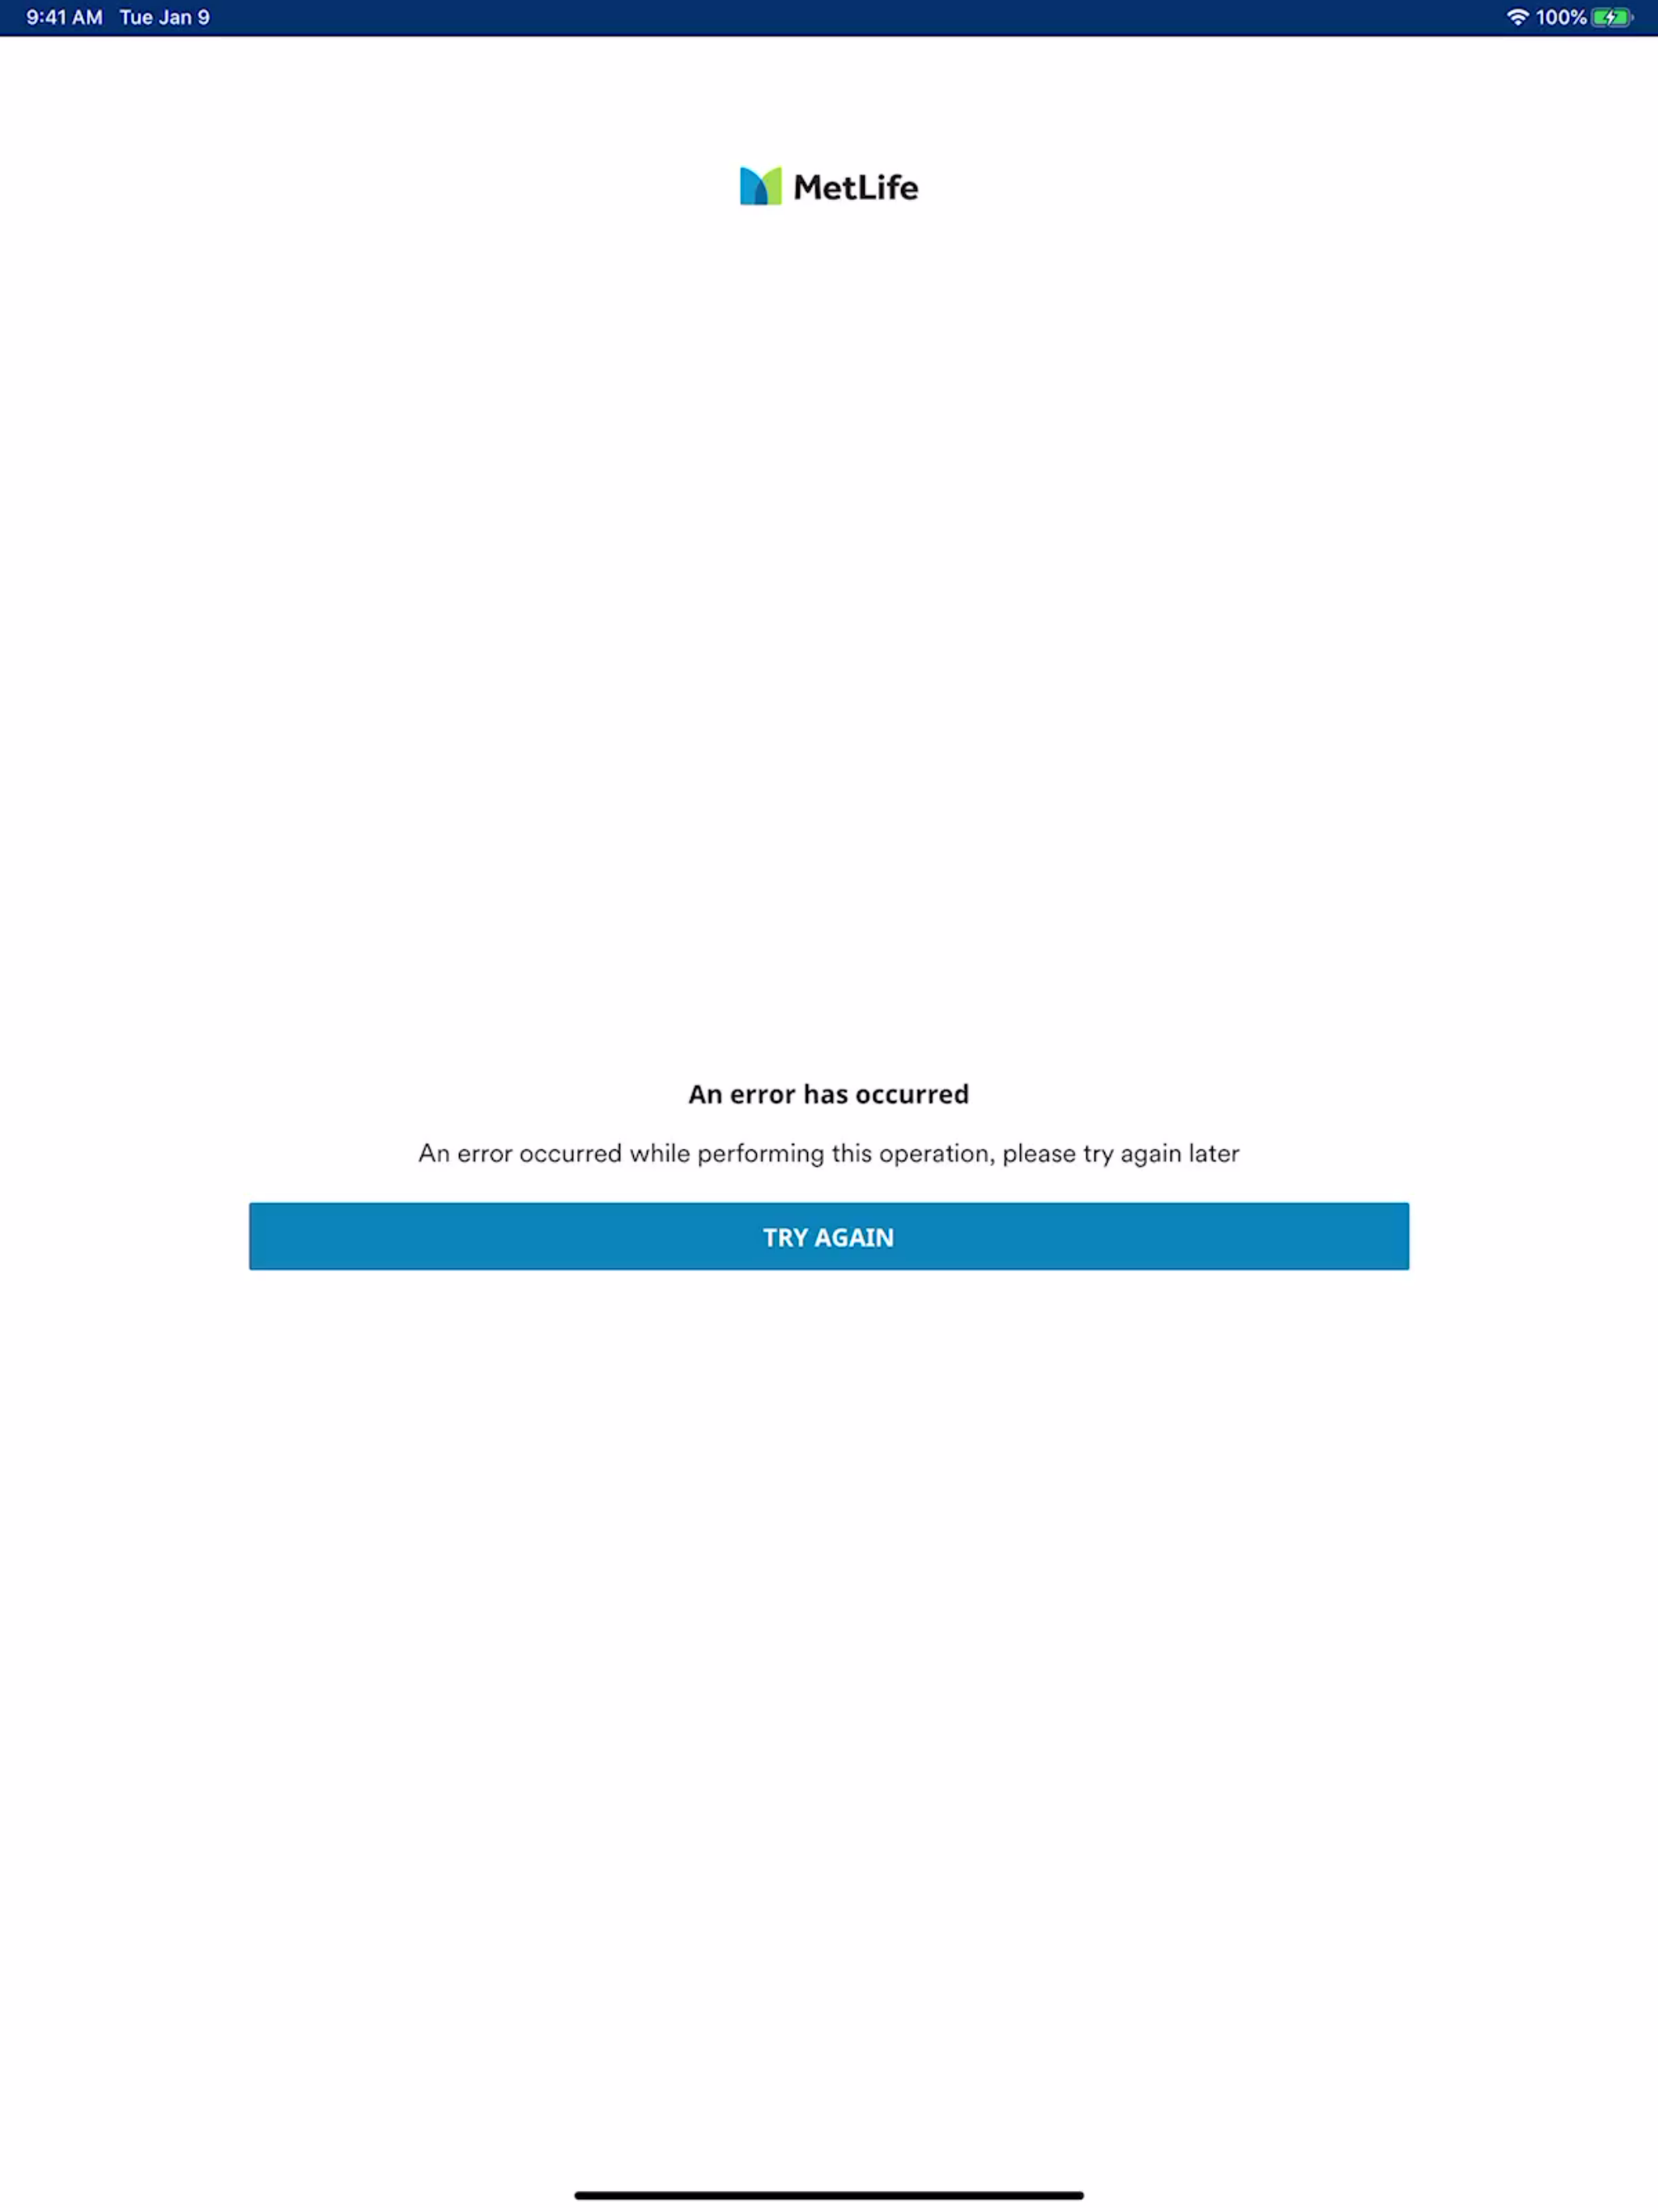 9:41 AM Tue Jan 9 100%
MetLife
An error has occurred
An error occurred while performing this operation, please try again later
TRY AGAIN